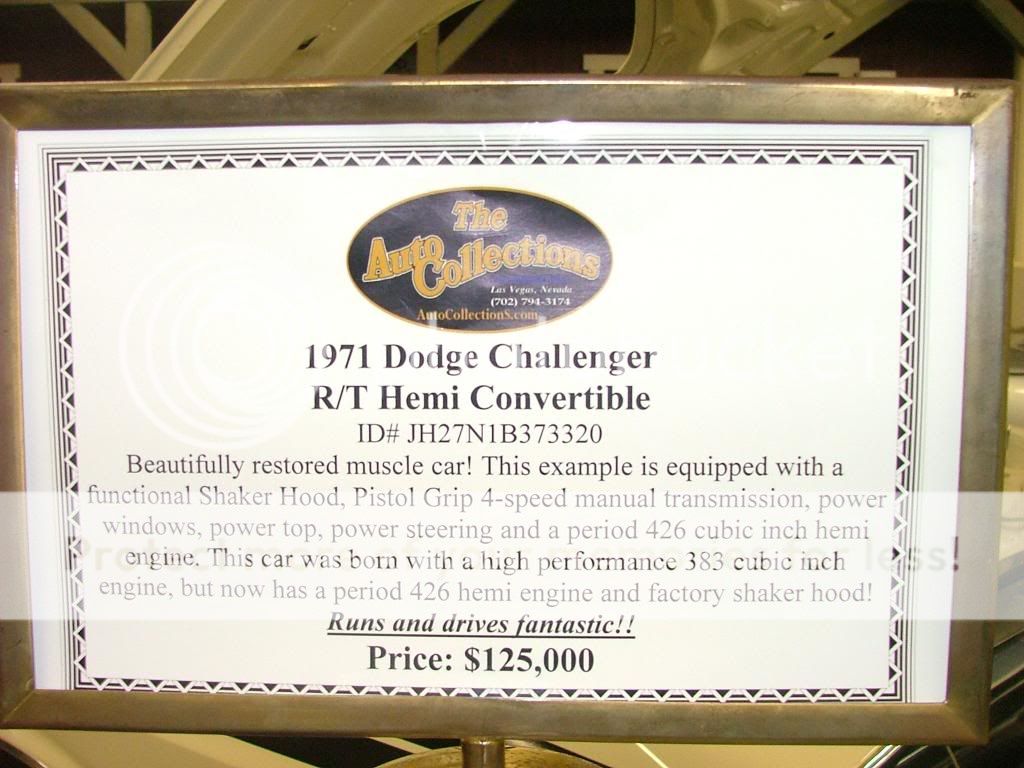 The
Auto
Collections
Las Vegas, Nevada
(702) 794-3174
AutoCollectionS.com
1971 Dodge Challenger
R/T Hemi Convertible
ID# JH27N1B373320
Beautifully restored muscle car! This example is equipped with a
functional Shaker Hood, Pistol Grip 4-speed manual transmission, power
windows, power top, power steering and a period 426 cubic inch hemi
engine. This car was born with a high performance 383 cubic inch
engine, but now has a period 426 hemi engine and factory shaker hood!
Runs and drives fantastic!!
Price: $125,000